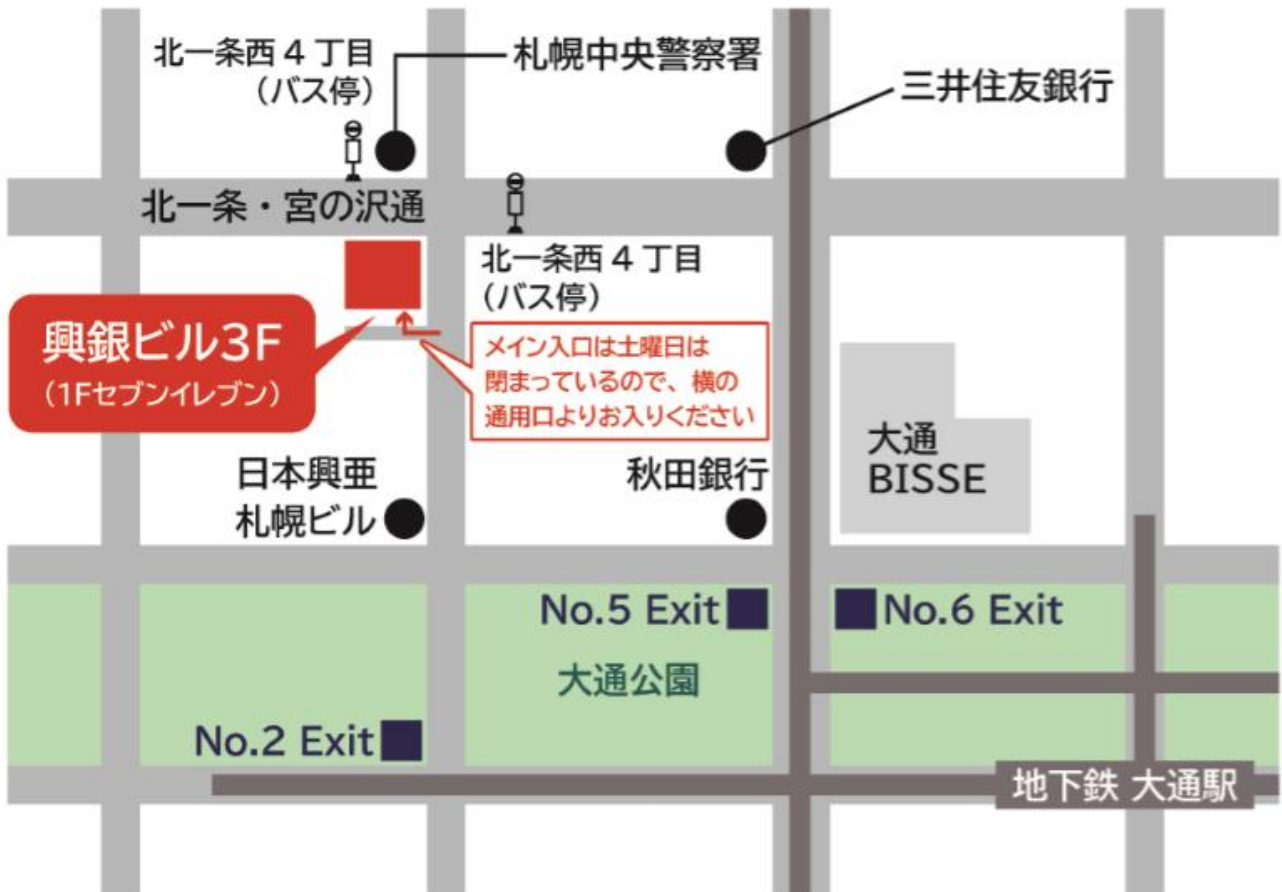 北一条西4丁目
（バス停）
札幌中央警察署
三井住友銀行
北一条・宮の沢通
北一条西4丁目
（バス停）
興銀ビル3F
（1Fセブンイレブン）
メイン入口は土曜日は
閉まっているので、横の
通用口よりお入りください
大通
BISSE
日本興亜
札幌ビル
秋田銀行
No.5 Exit
No.6 Exit
大通公園
No.2 Exit
地下鉄 大通駅